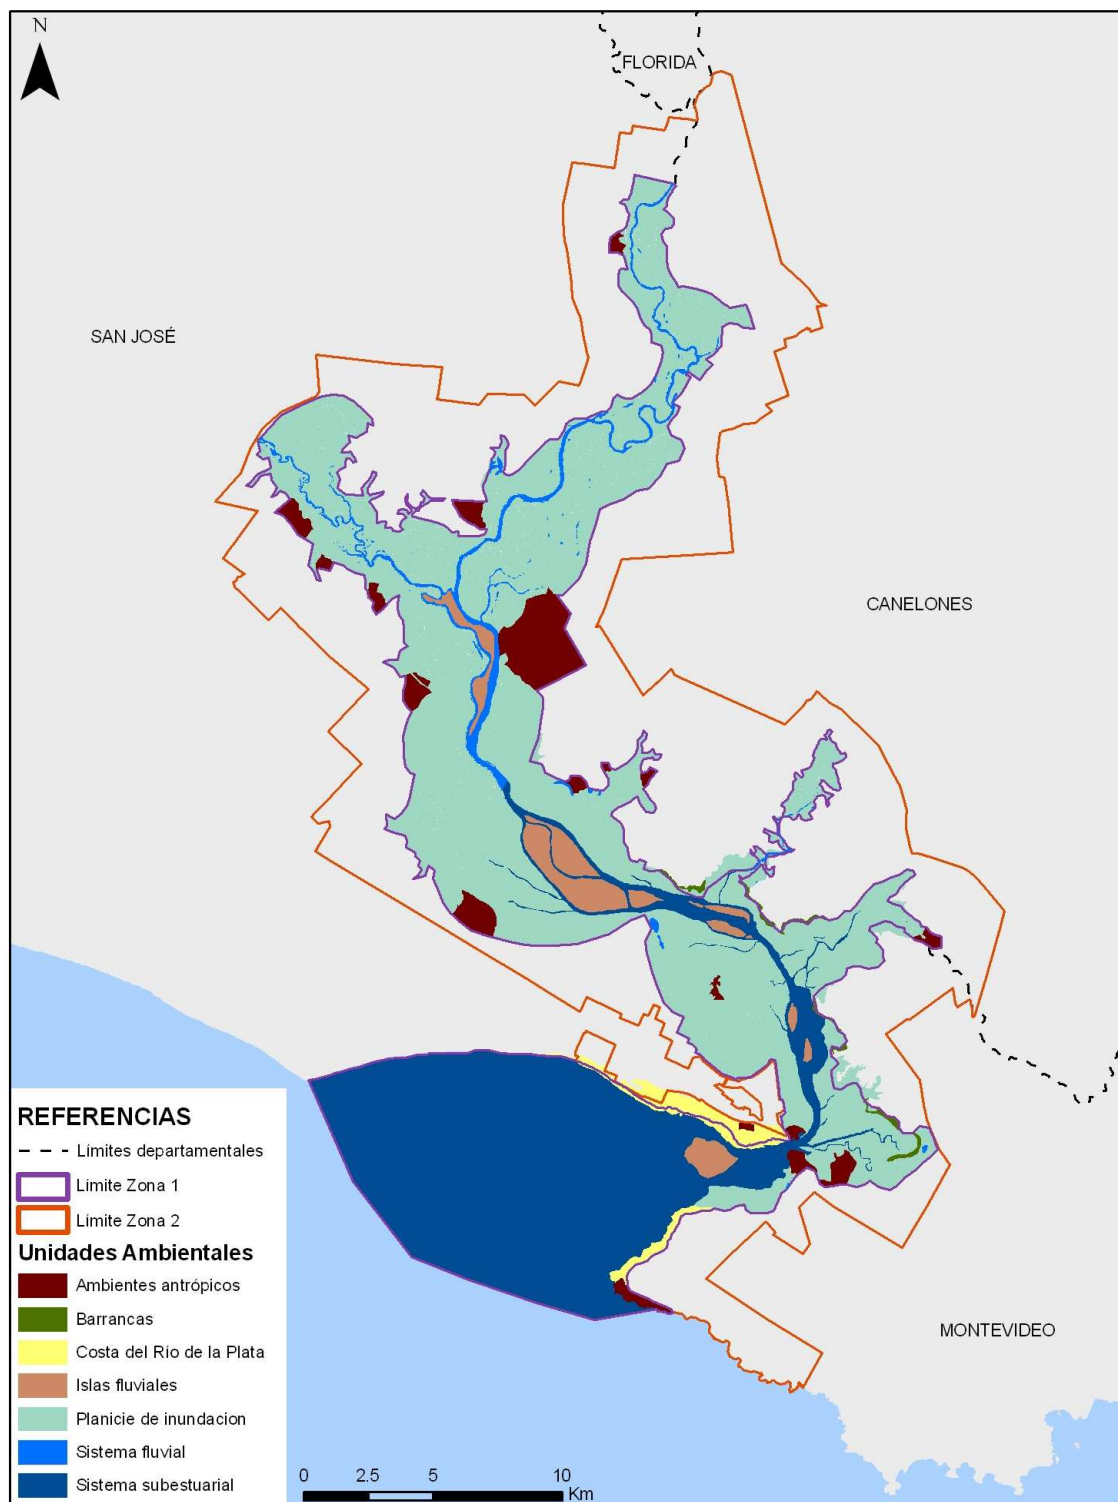 N
FLORIDA
SAN JOSÉ
CANELONES
MONTEVIDEO
REFERENCIAS
Límites departamentales
Límite Zona 1
Límite Zona 2
Unidades Ambientales
Ambientes antrópicos
Barrancas
Costa del Río de la Plata
Islas fluviales
Planicie de inundacion
Sistema fluvial
Sistema subestuarial
0 2.5 5 10
Km